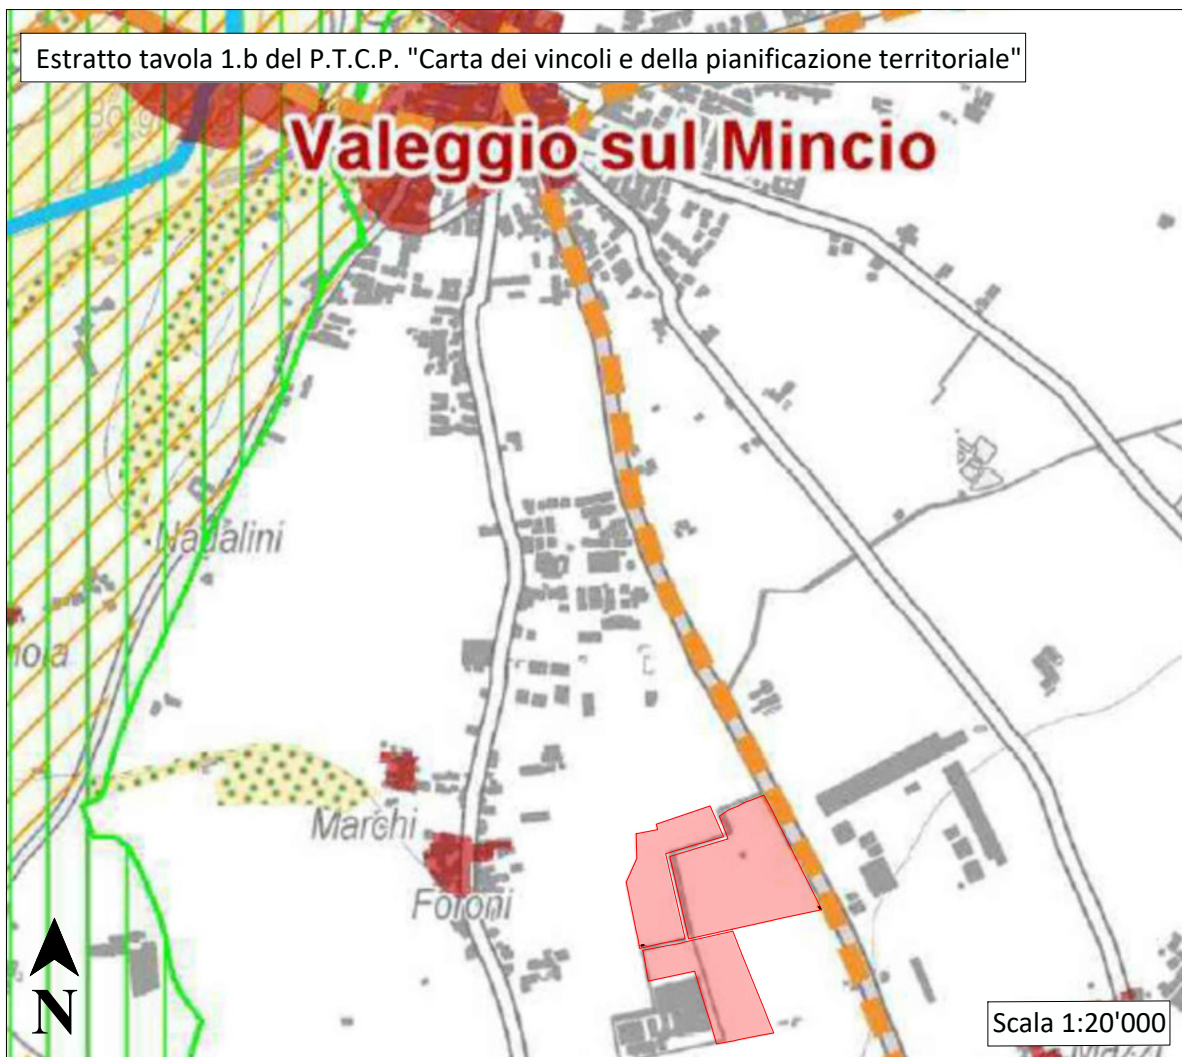 Estratto tavola 1.b del P.T.C.P. "Carta dei vincoli e della pianificazione territoriale"
Valeggio sul Mincio
Nadalini
Marchi
Foroni
N
Scala 1:20'000